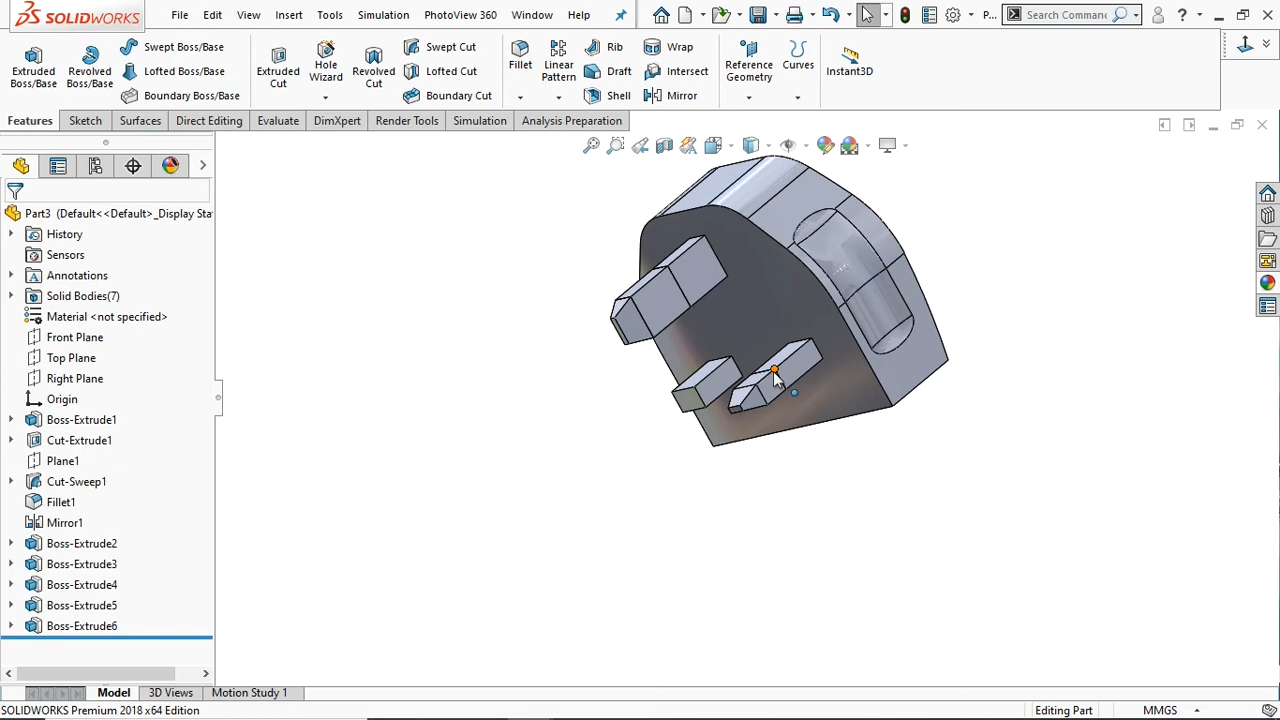 SOLIDWORKS File Edit View Insert Tools Simulation PhotoView 360 Window Help P... Search Command ?
Extruded Boss/Base
Revolved Boss/Base
Swept Boss/Base
Lofted Boss/Base
Boundary Boss/Base
Extruded Cut
Hole Wizard
Revolved Cut
Swept Cut
Lofted Cut
Boundary Cut
Fillet
Linear Pattern
Rib
Draft
Shell
Wrap
Intersect
Mirror
Reference Geometry
Curves
Instant3D
Features Sketch Surfaces Direct Editing Evaluate DimXpert Render Tools Simulation Analysis Preparation
Part3 (Default<<Default>_Display Sta
History
Sensors
Annotations
Solid Bodies(7)
Material <not specified>
Front Plane
Top Plane
Right Plane
Origin
Boss-Extrude1
Cut-Extrude1
Plane1
Cut-Sweep1
Fillet1
Mirror1
Boss-Extrude2
Boss-Extrude3
Boss-Extrude4
Boss-Extrude5
Boss-Extrude6
Model 3D Views Motion Study 1
SOLIDWORKS Premium 2018 x64 Edition Editing Part MMGS